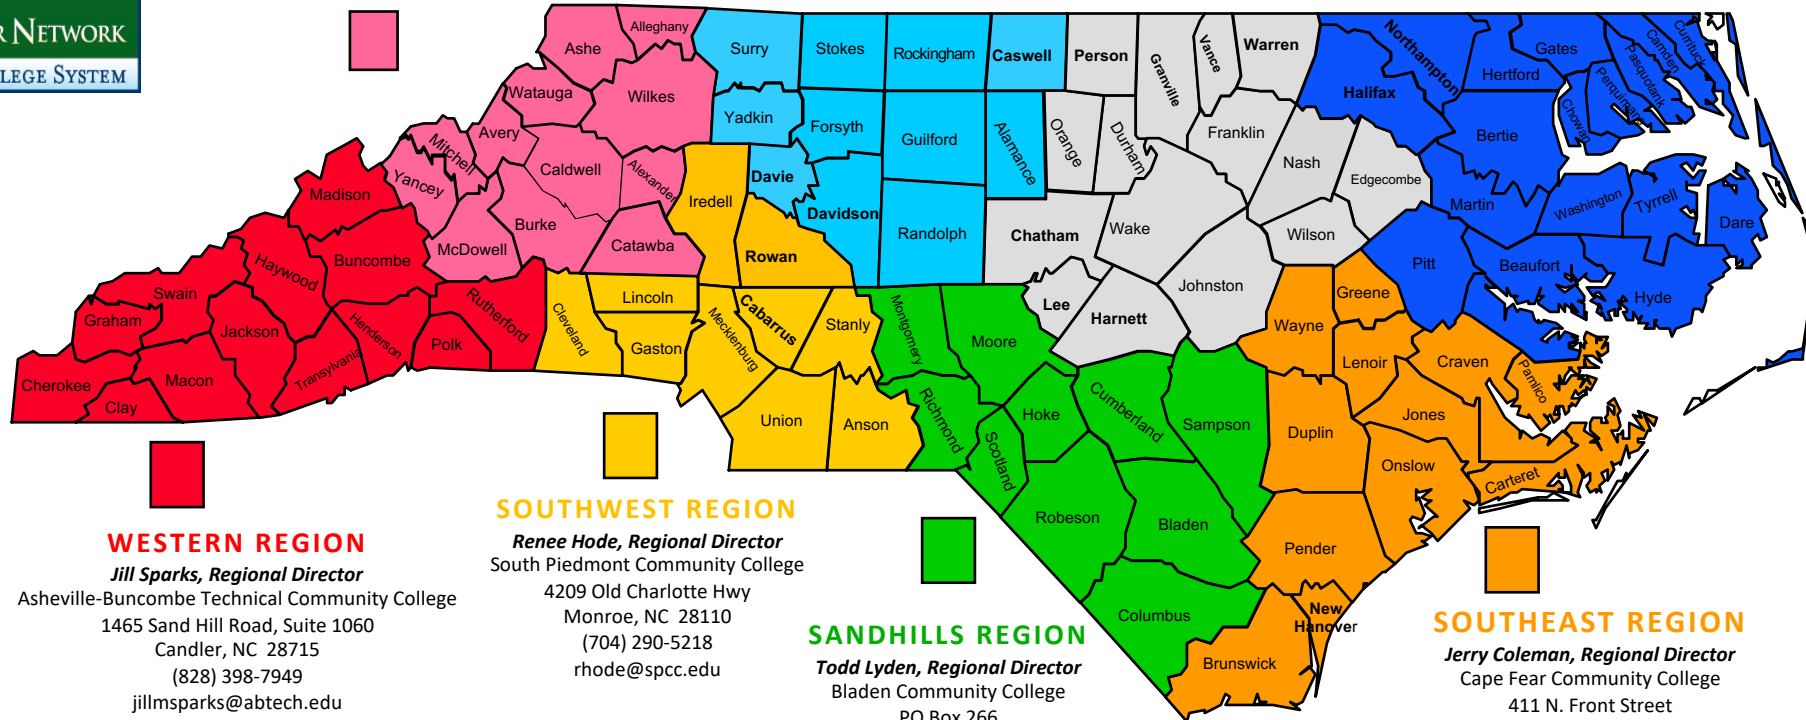 R NETWORK
LEGE SYSTEM
Ashe
Alleghany
Surry
Stokes
Rockingham
Caswell
Person
Granville
Vance
Warren
Northampton
Gates
Hertford
Halifax
Camden
Currituck
Pasquotank
Perquimans
Chowan
Bertie
Watauga
Wilkes
Yadkin
Forsyth
Guilford
Alamance
Orange
Durham
Franklin
Nash
Edgecombe
Martin
Washington
Tyrrell
Dare
Mitchell
Avery
Caldwell
Alexander
Yancey
Madison
Iredell
Davie
Davidson
Randolph
Chatham
Wake
Wilson
Pitt
Beaufort
Hyde
McDowell
Burke
Catawba
Rowan
Buncombe
Haywood
Swain
Graham
Jackson
Cherokee
Clay
Macon
Transylvania
Henderson
Polk
Rutherford
Cleveland
Lincoln
Gaston
Mecklenburg
Cabarrus
Stanly
Union
Anson
Montgomery
Moore
Lee
Harnett
Johnston
Wayne
Greene
Lenoir
Craven
Pamlico
Jones
Carteret
Onslow
Duplin
Sampson
Cumberland
Hoke
Richmond
Scotland
Robeson
Bladen
Pender
Columbus
New
Hanover
Brunswick
WESTERN REGION
Jill Sparks, Regional Director
Asheville-Buncombe Technical Community College
1465 Sand Hill Road, Suite 1060
Candler, NC 28715
(828) 398-7949
jillmsparks@abtech.edu
SOUTHWEST REGION
Renee Hode, Regional Director
South Piedmont Community College
4209 Old Charlotte Hwy
Monroe, NC 28110
(704) 290-5218
rhode@spcc.edu
SANDHILLS REGION
Todd Lyden, Regional Director
Bladen Community College
PO Box 266
SOUTHEAST REGION
Jerry Coleman, Regional Director
Cape Fear Community College
411 N. Front Street